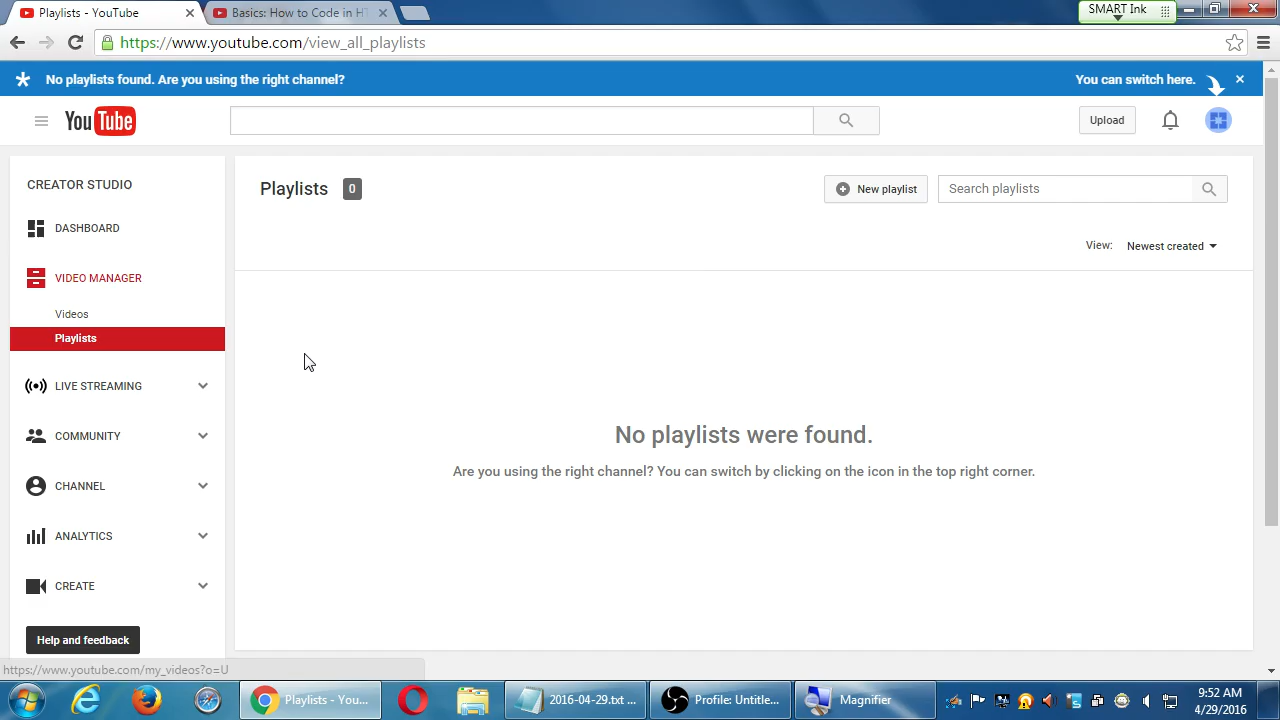 SMART Ink
Playlists - YouTube
Basics: How to Code in HT
https://www.youtube.com/view_all_playlists
No playlists found. Are you using the right channel?
You can switch here.
YouTube
Upload
CREATOR STUDIO
DASHBOARD
VIDEO MANAGER
Videos
Playlists
LIVE STREAMING
COMMUNITY
CHANNEL
ANALYTICS
CREATE
Help and feedback
Playlists 0
New playlist
Search playlists
View: Newest created
No playlists were found.
Are you using the right channel? You can switch by clicking on the icon in the top right corner.
https://www.youtube.com/my_videos?o=U
Playlists - You...
2016-04-29.txt ...
Profile: Untitle...
Magnifier
9:52 AM
4/29/2016